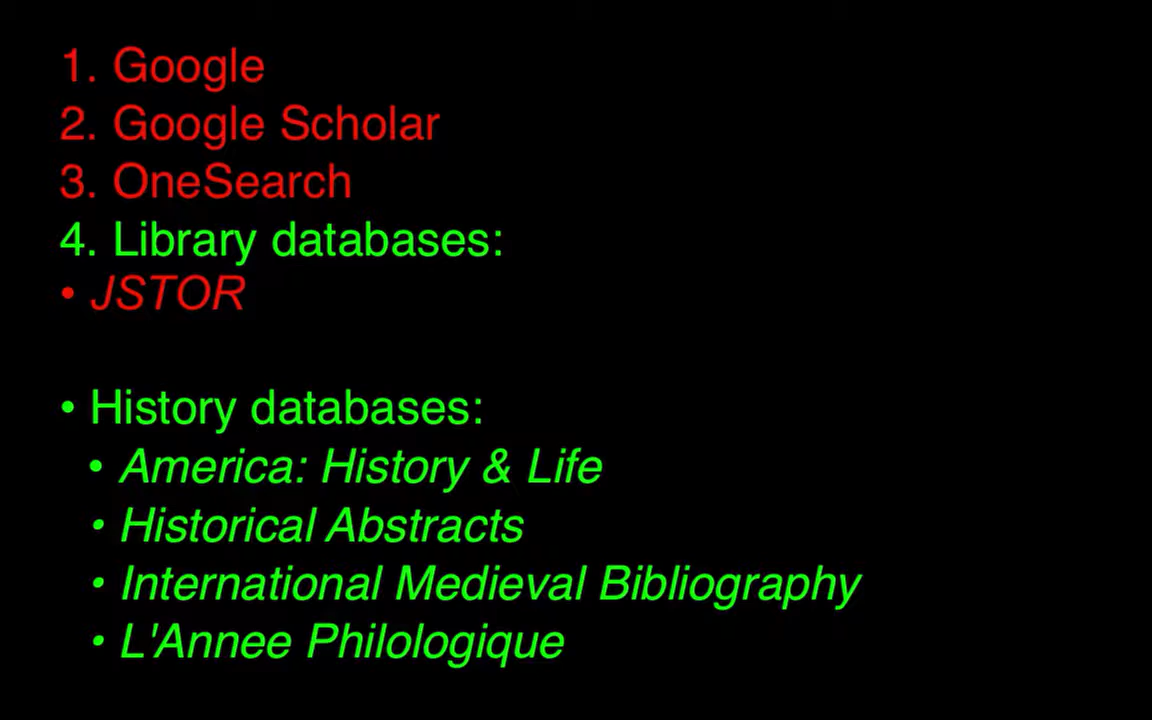 1. Google
2. Google Scholar
3. OneSearch
4. Library databases:
• JSTOR
• History databases:
• America: History & Life
• Historical Abstracts
• International Medieval Bibliography
• L'Annee Philologique